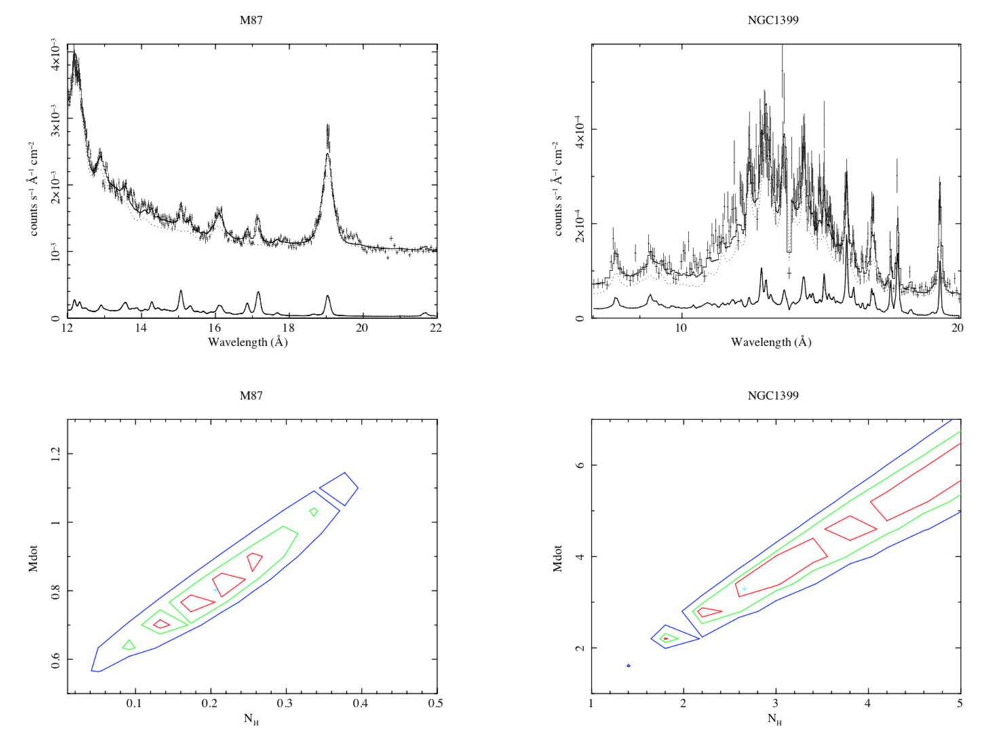 M87
NGC1399
counts s⁻¹ Å⁻¹ cm⁻²
0 10⁻³ 2×10⁻³ 3×10⁻³ 4×10⁻³
12 14 16 18 20 22
Wavelength (Å)
counts s⁻¹ Å⁻¹ cm⁻²
0 2×10⁻⁴ 4×10⁻⁴
10 20
Wavelength (Å)
M87
NGC1399
Mdot
0.6 0.8 1 1.2
0.1 0.2 0.3 0.4 0.5
N_H
Mdot
2 4 6
1 2 3 4 5
N_H